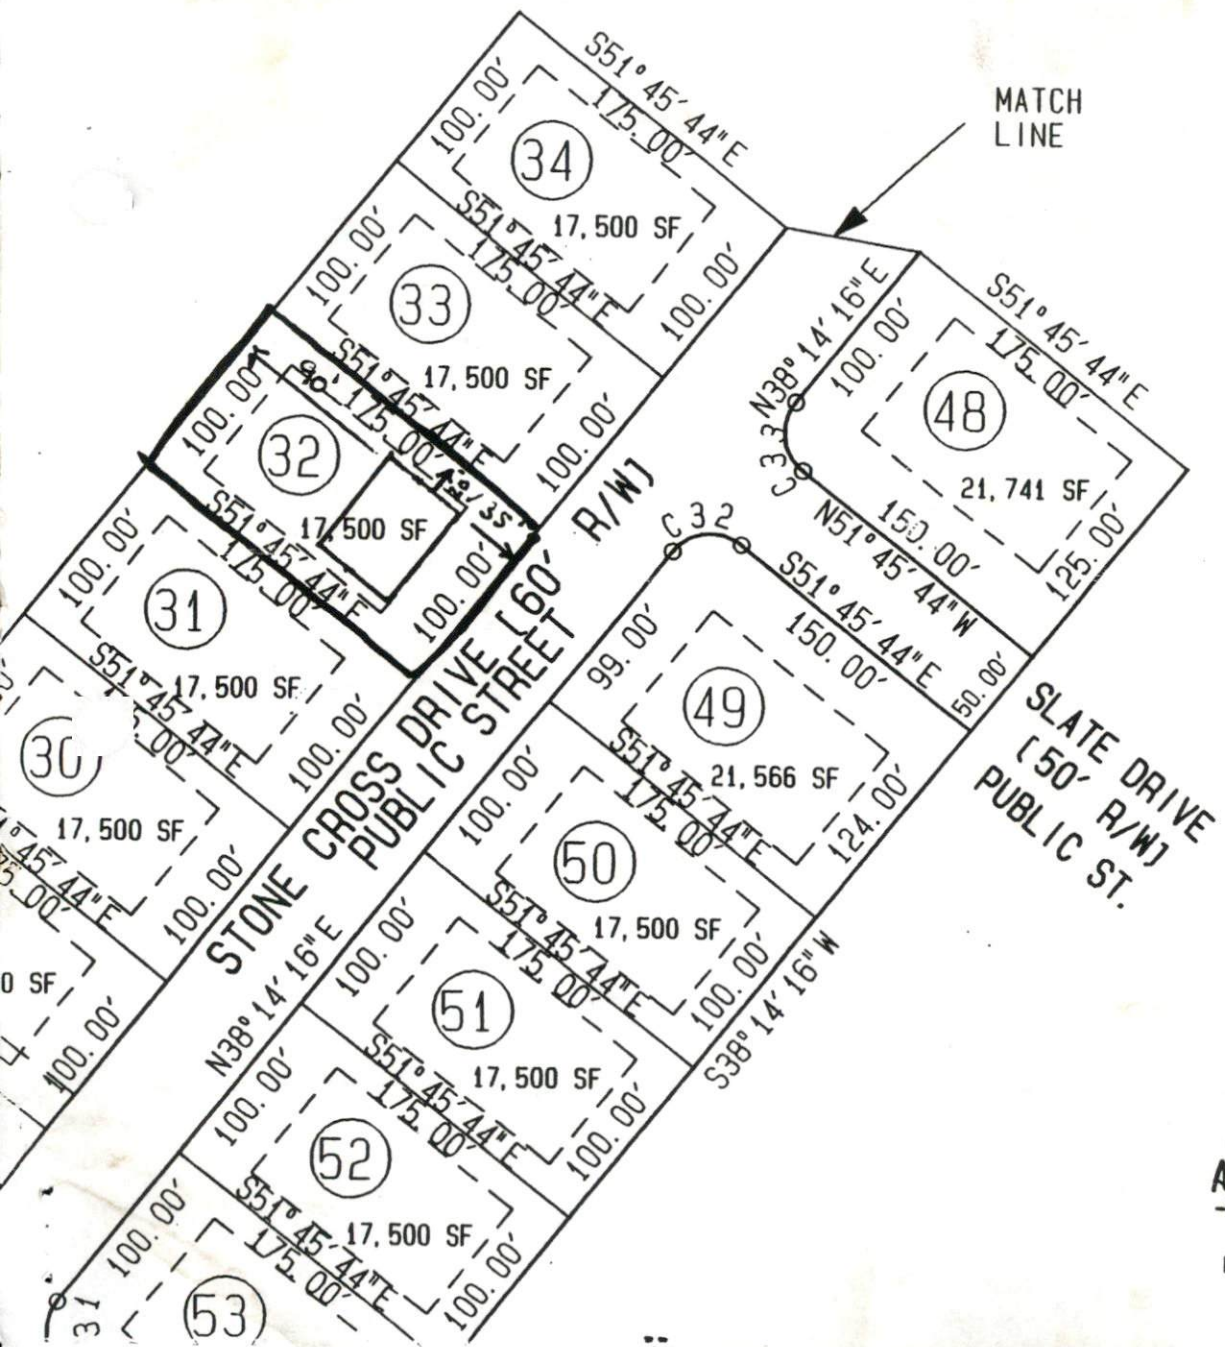 S51°45'44"E
175.00'
100.00'
34
17,500 SF
100.00'
MATCH
LINE
S51°45'44"E
175.00'
100.00'
33
17,500 SF
100.00'
N38°14'16"E
100.00'
S51°45'44"E
175.00'
48
21,741 SF
125.00'
C33
N51°45'44"W
150.00'
50.00'
S51°45'44"E
175.00'
90'
35'
100.00'
32
17,500 SF
100.00'
S51°45'44"E
175.00'
100.00'
31
17,500 SF
100.00'
STONE CROSS DRIVE [60' R/W]
PUBLIC STREET
C32
S51°45'44"E
150.00'
99.00'
49
21,566 SF
124.00'
SLATE DRIVE
[50' R/W]
PUBLIC ST.
S51°45'44"E
30
17,500 SF
100.00'
S51°45'44"E
175.00'
100.00'
50
17,500 SF
100.00'
45'44"E
0 SF
100.00'
N38°14'16"E
S51°45'44"E
175.00'
100.00'
51
17,500 SF
100.00'
S38°14'16"W
S51°45'44"E
175.00'
100.00'
52
17,500 SF
100.00'
S51°45'44"E
175.00'
100.00'
53
31